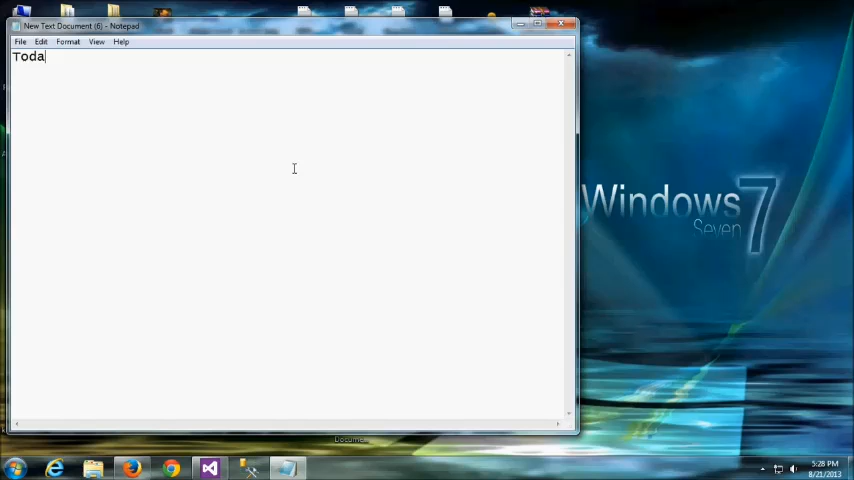 New Text Document (6) - Notepad
File Edit Format View Help
Toda
Windows 7
Seven
Docume...
5:28 PM
8/21/2013